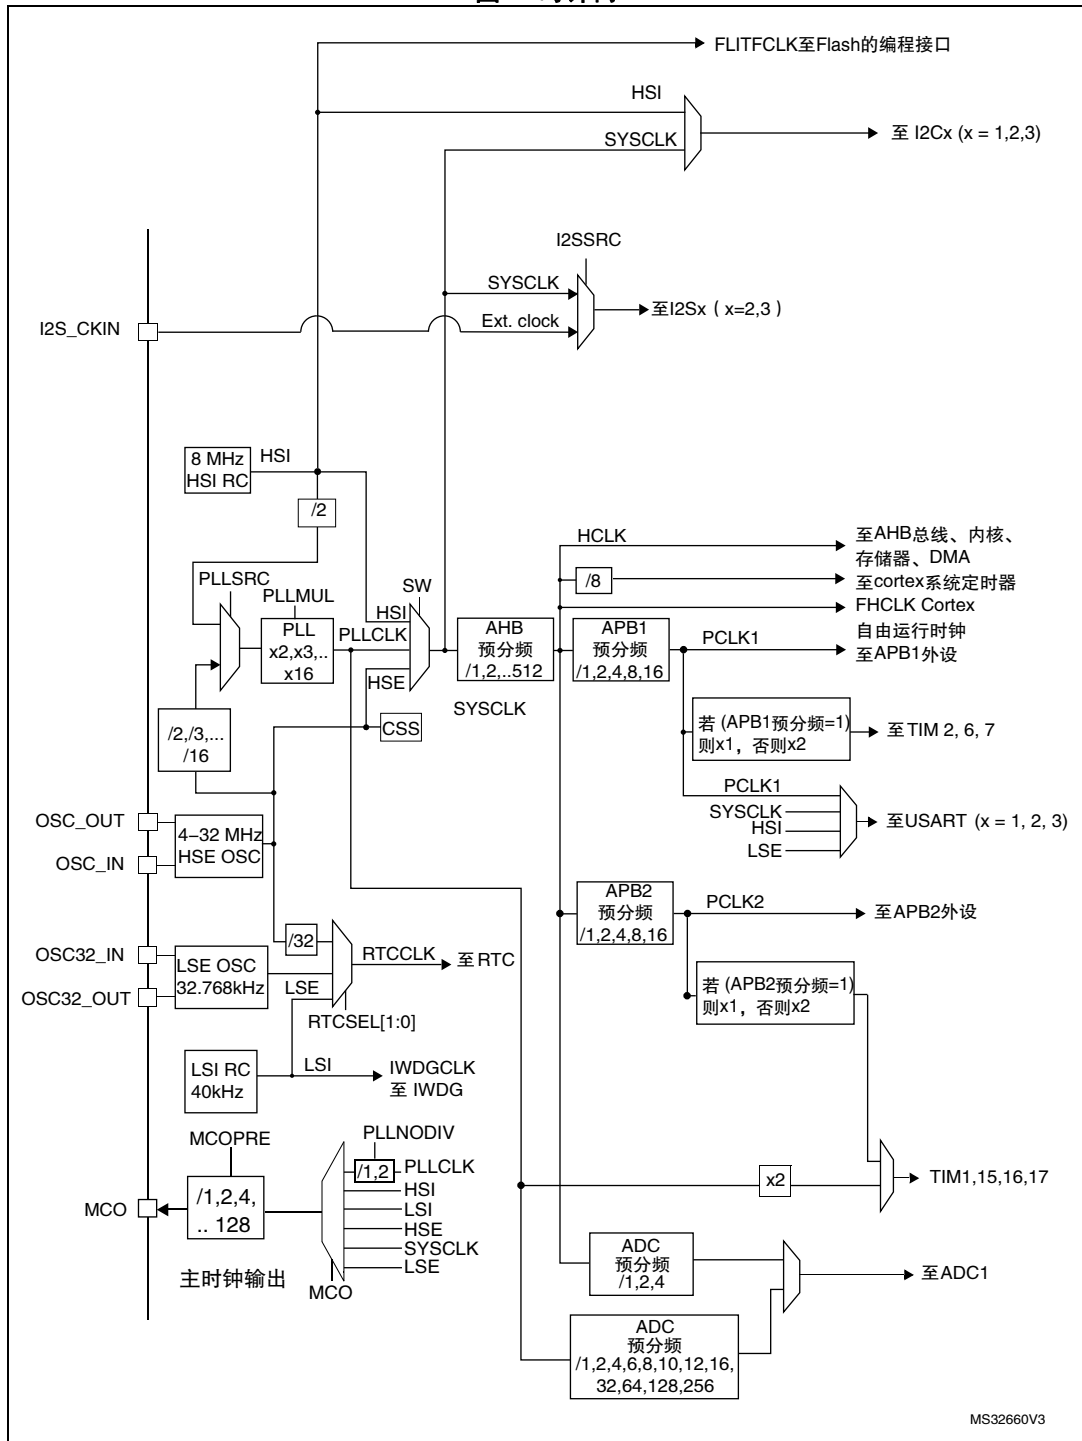 FLITFCLK至Flash的编程接口
HSI
SYSCLK
至 I2Cx (x = 1,2,3)
I2SSRC
SYSCLK
至I2Sx（x=2,3）
I2S_CKIN
Ext. clock
8 MHz
HSI RC
HSI
/2
HCLK
至AHB总线、内核、
存储器、DMA
/8
至cortex系统定时器
FHCLK Cortex
自由运行时钟
PLLSRC
PLLMUL
SW
HSI
PLL
x2,x3,..
x16
PLLCLK
HSE
AHB
预分频
/1,2,..512
APB1
预分频
/1,2,4,8,16
PCLK1
至APB1外设
SYSCLK
CSS
/2,/3,...
/16
若 (APB1预分频=1)
则x1，否则x2
至TIM 2, 6, 7
PCLK1
SYSCLK
HSI
LSE
至USART (x = 1, 2, 3)
OSC_OUT
OSC_IN
4–32 MHz
HSE OSC
APB2
预分频
/1,2,4,8,16
PCLK2
至APB2外设
/32
OSC32_IN
OSC32_OUT
LSE OSC
32.768kHz
RTCCLK
至RTC
LSE
RTCSEL[1:0]
若 (APB2预分频=1)
则x1，否则x2
LSI RC
40kHz
LSI
IWDGCLK
至 IWDG
MCOPRE
PLLNODIV
/1,2
PLLCLK
HSI
LSI
HSE
SYSCLK
LSE
MCO
/1,2,4,
.. 128
主时钟输出
MCO
x2
TIM1,15,16,17
ADC
预分频
/1,2,4
至ADC1
ADC
预分频
/1,2,4,6,8,10,12,16,
32,64,128,256
MS32660V3